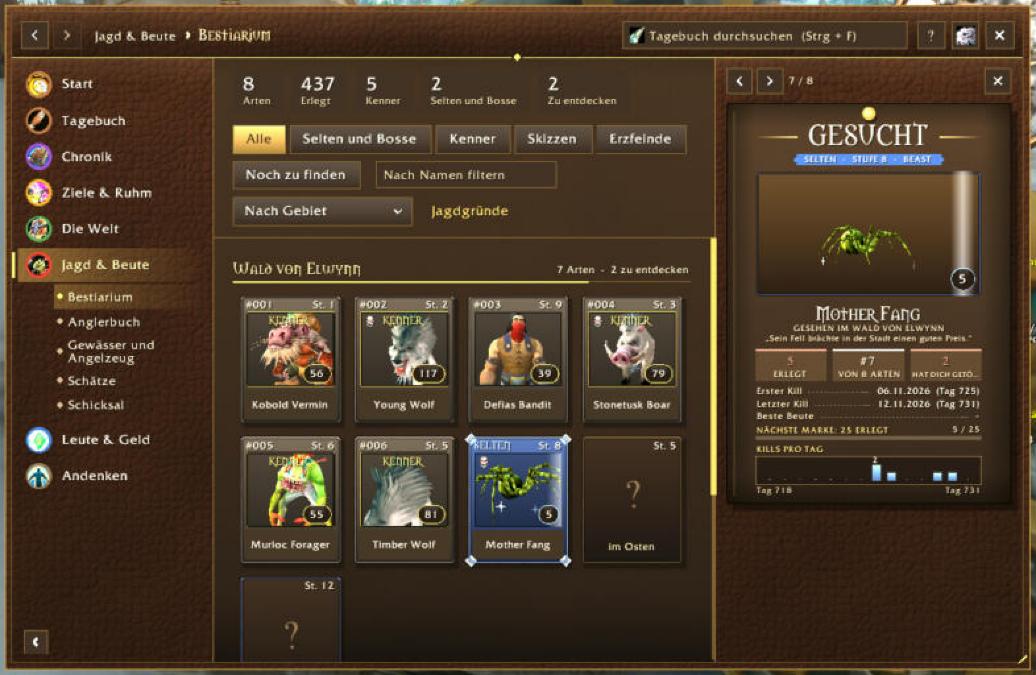 Jagd & Beute › Bestiarium
Tagebuch durchsuchen (Strg + F)
?
Start
Tagebuch
Chronik
Ziele & Ruhm
Die Welt
Jagd & Beute
Bestiarium
Anglerbuch
Gewässer und
Angelzeug
Schätze
Schicksal
Leute & Geld
Andenken
8 437 5 2 2
Arten Erlegt Kenner Selten und Bosse Zu entdecken
Alle Selten und Bosse Kenner Skizzen Erzfeinde
Noch zu finden Nach Namen filtern
Nach Gebiet Jagdgründe
Wald von Elwynn 7 Arten - 2 zu entdecken
#001 St. 1 #002 St. 2 #003 St. 9 #004 St. 3
KENNER KENNER KENNER
56 117 39 79
Kobold Vermin Young Wolf Defias Bandit Stonetusk Boar
#005 St. 6 #006 St. 5 SELTEN St. 8 St. 5
KENNER KENNER
?
55 81 5
Murloc Forager Timber Wolf Mother Fang im Osten
St. 12
?
7 / 8
GESUCHT
SELTEN - STUFE 8 - BEAST
5
Mother Fang
GESEHEN IM WALD VON ELWYNN
„Sein Fell brächte in der Stadt einen guten Preis.“
5 #7 2
ERLEGT VON 8 ARTEN HAT DICH GETÖ...
Erster Kill 06.11.2026 (Tag 725)
Letzter Kill 12.11.2026 (Tag 731)
Beste Beute -
NÄCHSTE MARKE: 25 ERLEGT 5 / 25
KILLS PRO TAG
2
Tag 718 Tag 731